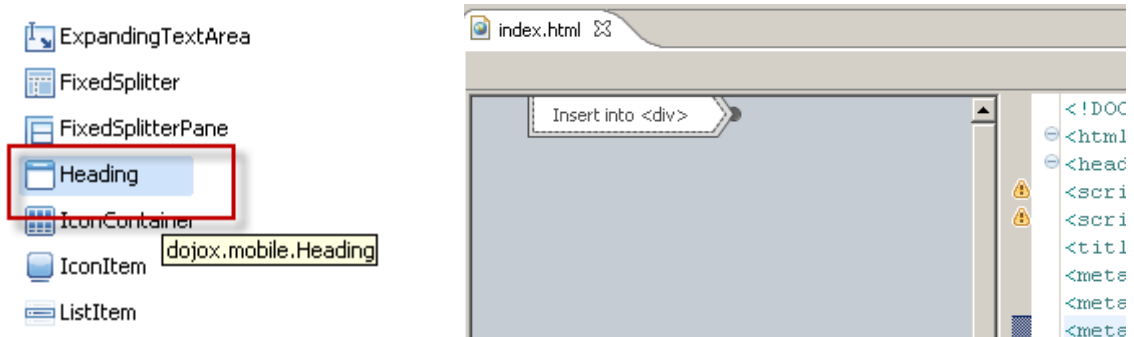 ExpandingTextArea
FixedSplitter
FixedSplitterPane
Heading
IconContainer
dojox.mobile.Heading
IconItem
ListItem
index.html
Insert into <div>
<!DOC
<html
<head
<scri
<scri
<titl
<meta
<meta
<meta